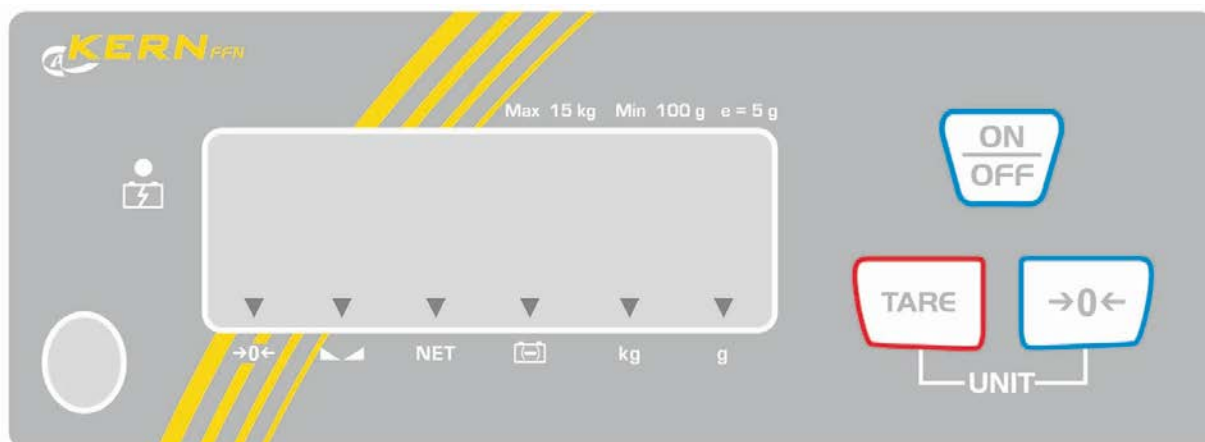 KERN FFN
Max 15 kg Min 100 g e = 5 g
ON
OFF
TARE →0←
→0← NET kg g
UNIT